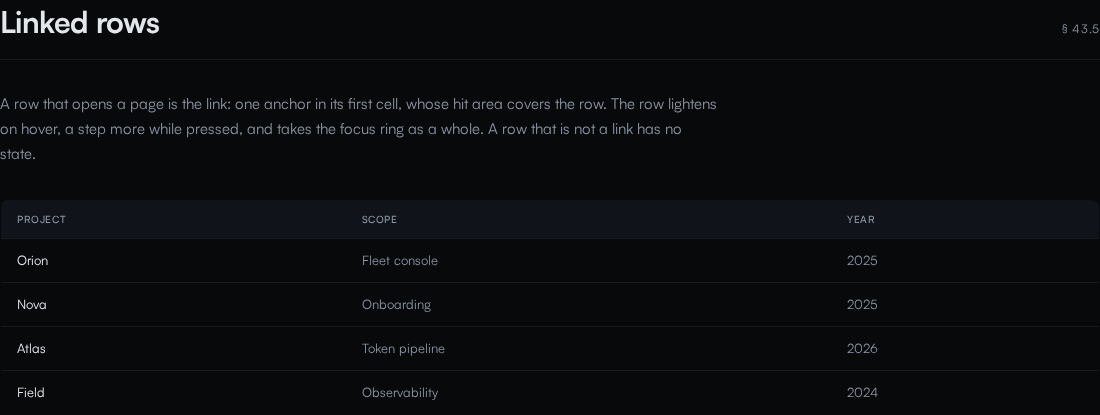 Linked rows
§ 43.5
A row that opens a page is the link: one anchor in its first cell, whose hit area covers the row. The row lightens
on hover, a step more while pressed, and takes the focus ring as a whole. A row that is not a link has no
state.
PROJECT SCOPE YEAR
Orion Fleet console 2025
Nova Onboarding 2025
Atlas Token pipeline 2026
Field Observability 2024